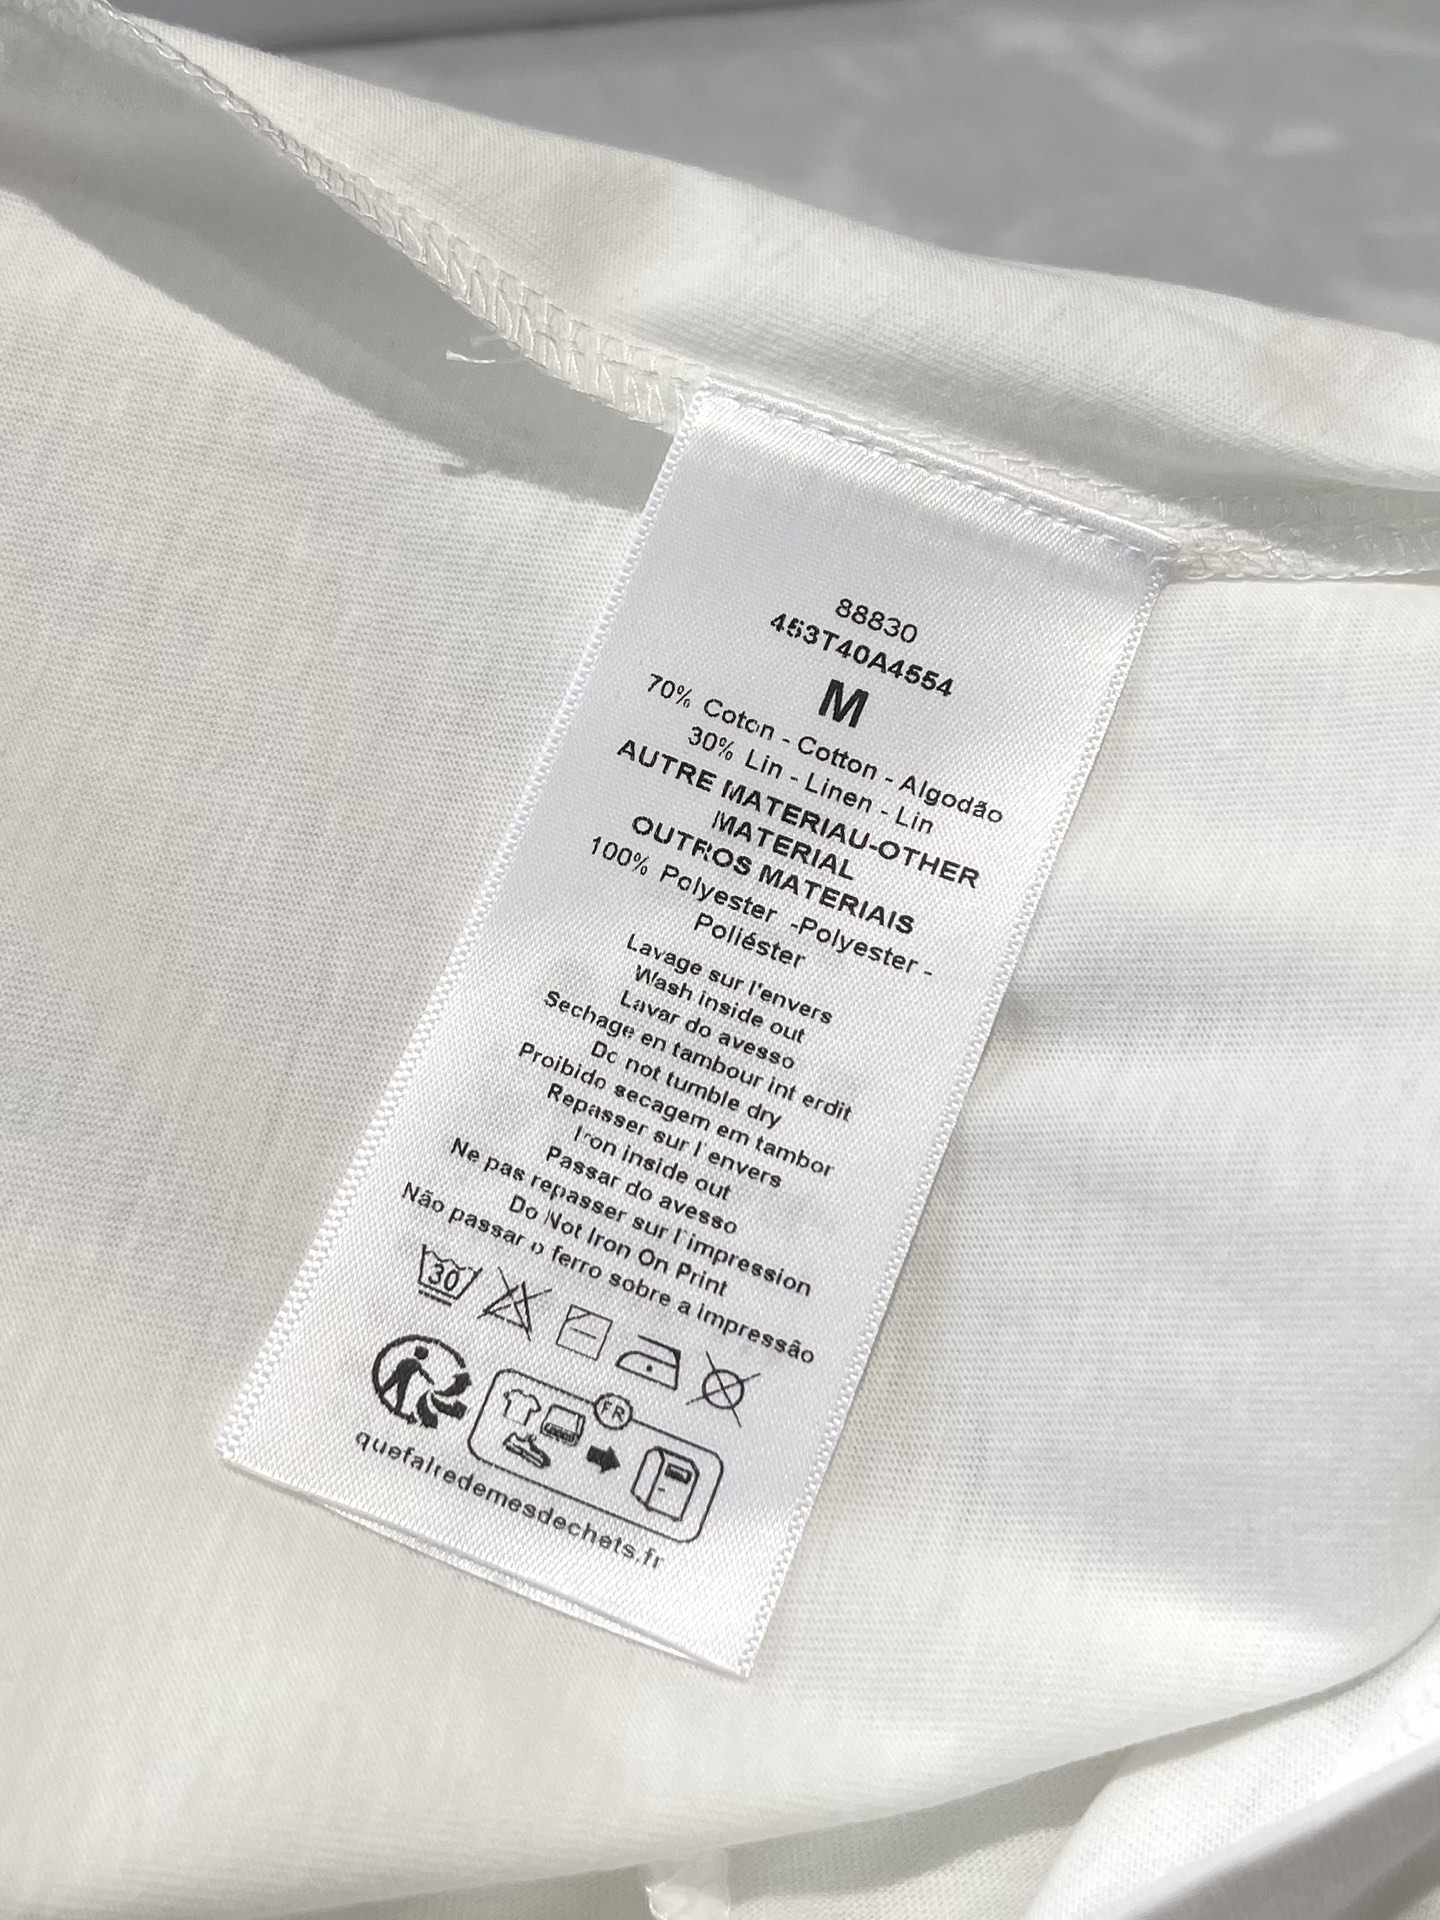 88830
453T40A4554
M
70% Coton - Cotton - Algodão
30% Lin - Linen - Lin
AUTRE MATERIAU-OTHER
MATERIAL
OUTROS MATERIAIS
100% Polyester -Polyester -
Poliéster
Lavage sur l'envers
Wash inside out
Lavar do avesso
Sechage en tambour int erdit
Do not tumble dry
Proibido secagem em tambor
Repasser sur l'envers
Iron inside out
Passar do avesso
Ne pas repasser sur l'impression
Do Not Iron On Print
Não passar o ferro sobre a impressão
30
FR
quefairedemesdechets.fr